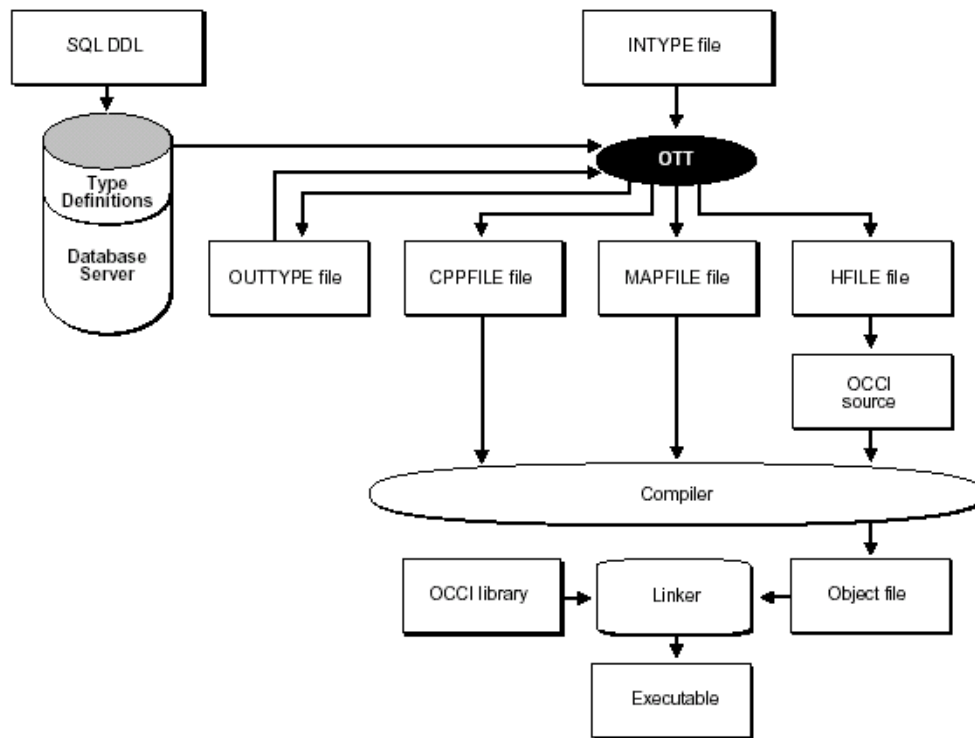 SQL DDL
INTYPE file
OTT
Type
Definitions
Database
Server
OUTTYPE file
CPPFILE file
MAPFILE file
HFILE file
OCCI
source
Compiler
OCCI library
Linker
Object file
Executable